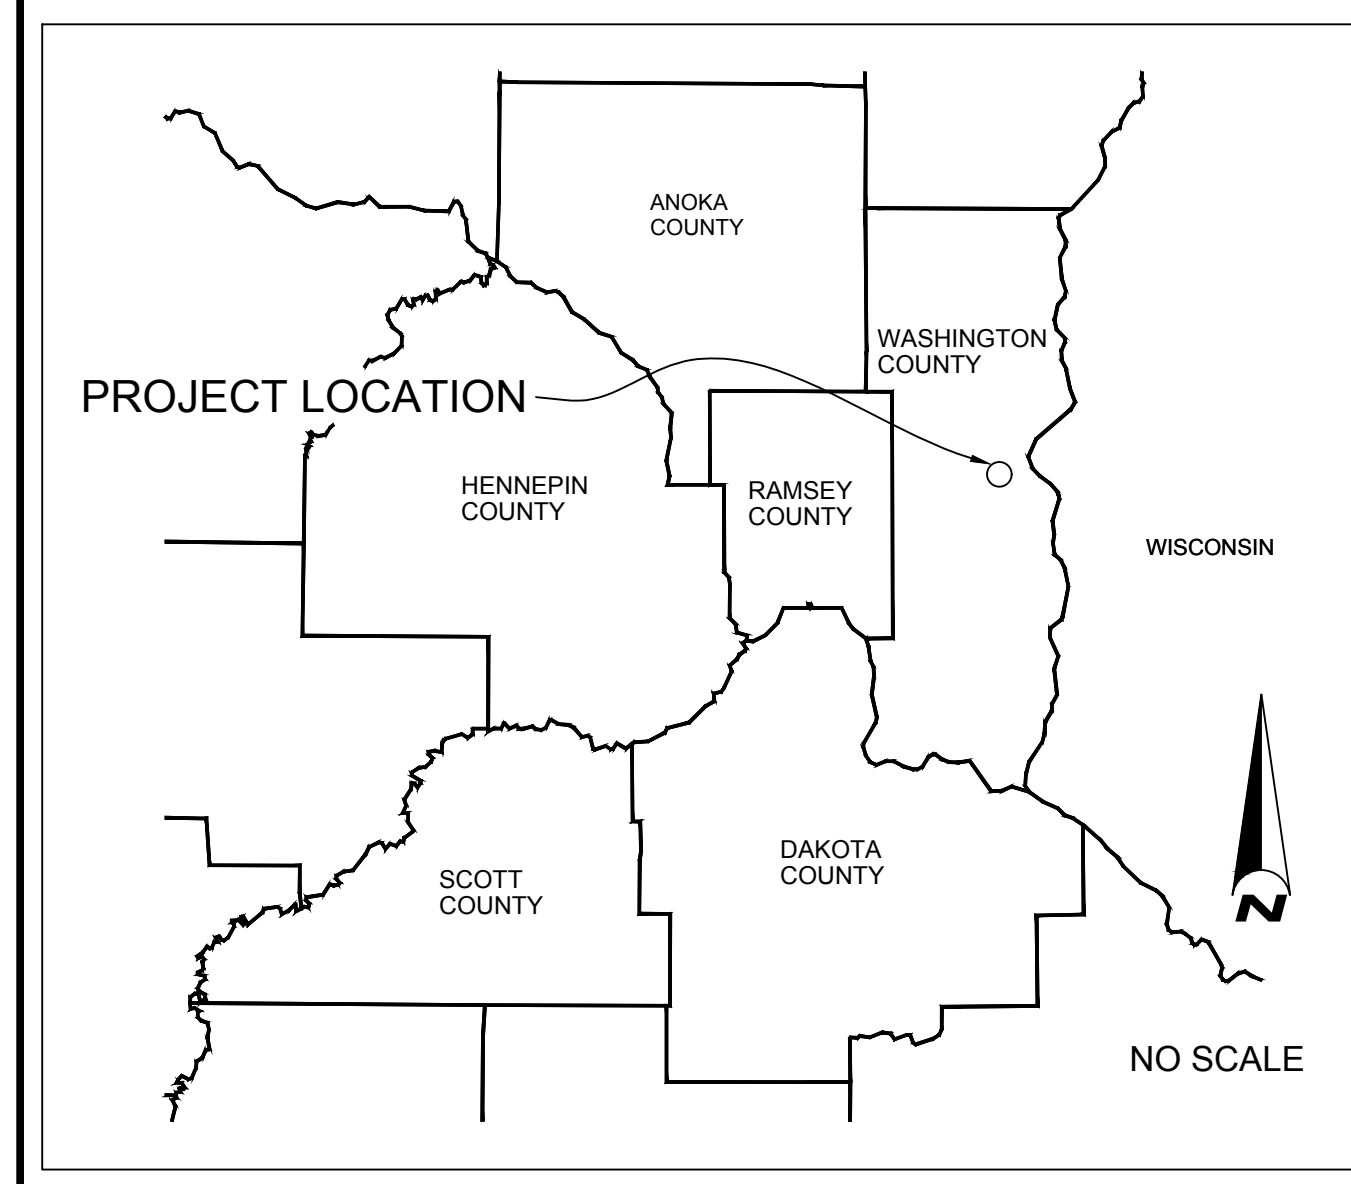 ANOKA
COUNTY
WASHINGTON
COUNTY
PROJECT LOCATION
HENNEPIN
COUNTY
RAMSEY
COUNTY
WISCONSIN
DAKOTA
COUNTY
SCOTT
COUNTY
N
NO SCALE